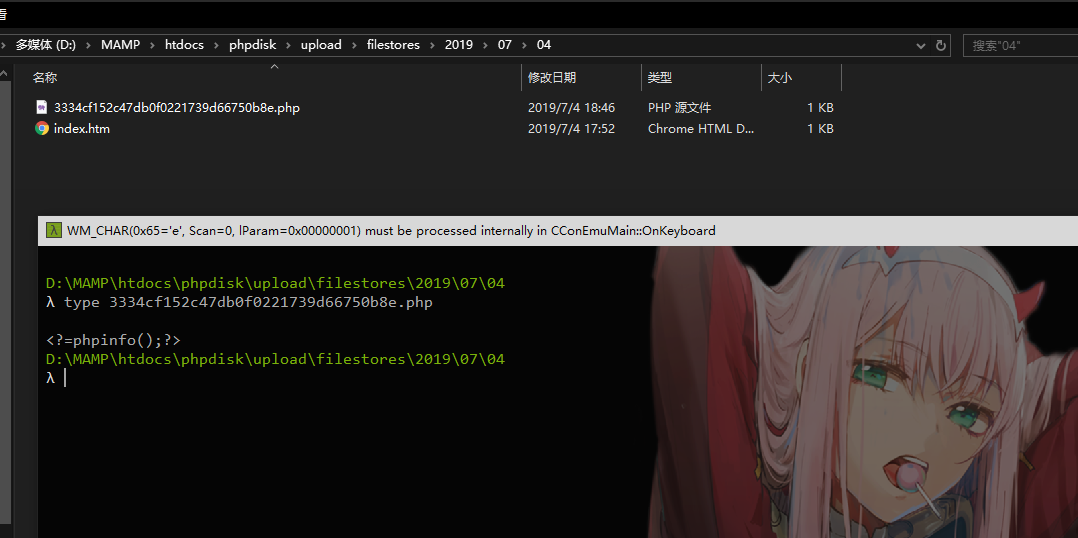 看
多媒体 (D:) › MAMP › htdocs › phpdisk › upload › filestores › 2019 › 07 › 04
搜索"04"
名称 修改日期 类型 大小
3334cf152c47db0f0221739d66750b8e.php 2019/7/4 18:46 PHP 源文件 1 KB
index.htm 2019/7/4 17:52 Chrome HTML D... 1 KB
λ WM_CHAR(0x65='e', Scan=0, lParam=0x00000001) must be processed internally in CConEmuMain::OnKeyboard
D:\MAMP\htdocs\phpdisk\upload\filestores\2019\07\04
λ type 3334cf152c47db0f0221739d66750b8e.php
<?=phpinfo();?>
D:\MAMP\htdocs\phpdisk\upload\filestores\2019\07\04
λ